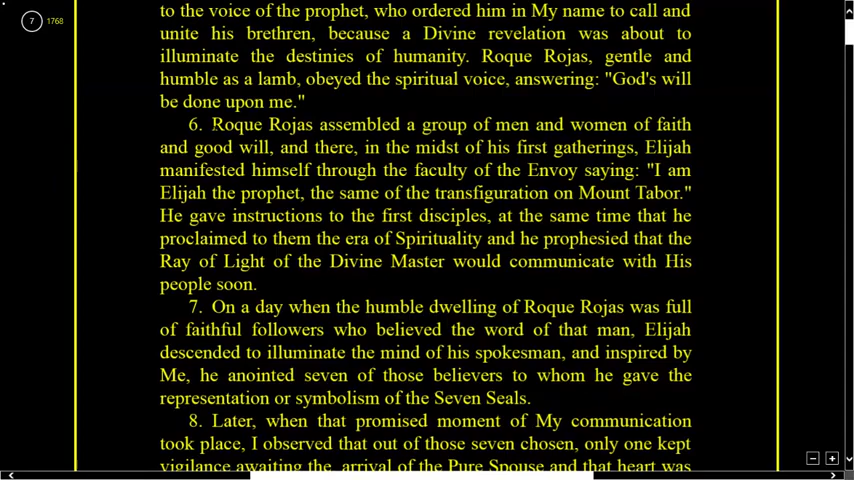 7 1768
to the voice of the prophet, who ordered him in My name to call and
unite his brethren, because a Divine revelation was about to
illuminate the destinies of humanity. Roque Rojas, gentle and
humble as a lamb, obeyed the spiritual voice, answering: "God's will
be done upon me."
6. Roque Rojas assembled a group of men and women of faith
and good will, and there, in the midst of his first gatherings, Elijah
manifested himself through the faculty of the Envoy saying: "I am
Elijah the prophet, the same of the transfiguration on Mount Tabor."
He gave instructions to the first disciples, at the same time that he
proclaimed to them the era of Spirituality and he prophesied that the
Ray of Light of the Divine Master would communicate with His
people soon.
7. On a day when the humble dwelling of Roque Rojas was full
of faithful followers who believed the word of that man, Elijah
descended to illuminate the mind of his spokesman, and inspired by
Me, he anointed seven of those believers to whom he gave the
representation or symbolism of the Seven Seals.
8. Later, when that promised moment of My communication
took place, I observed that out of those seven chosen, only one kept
vigilance awaiting the arrival of the Pure Spouse and that heart was